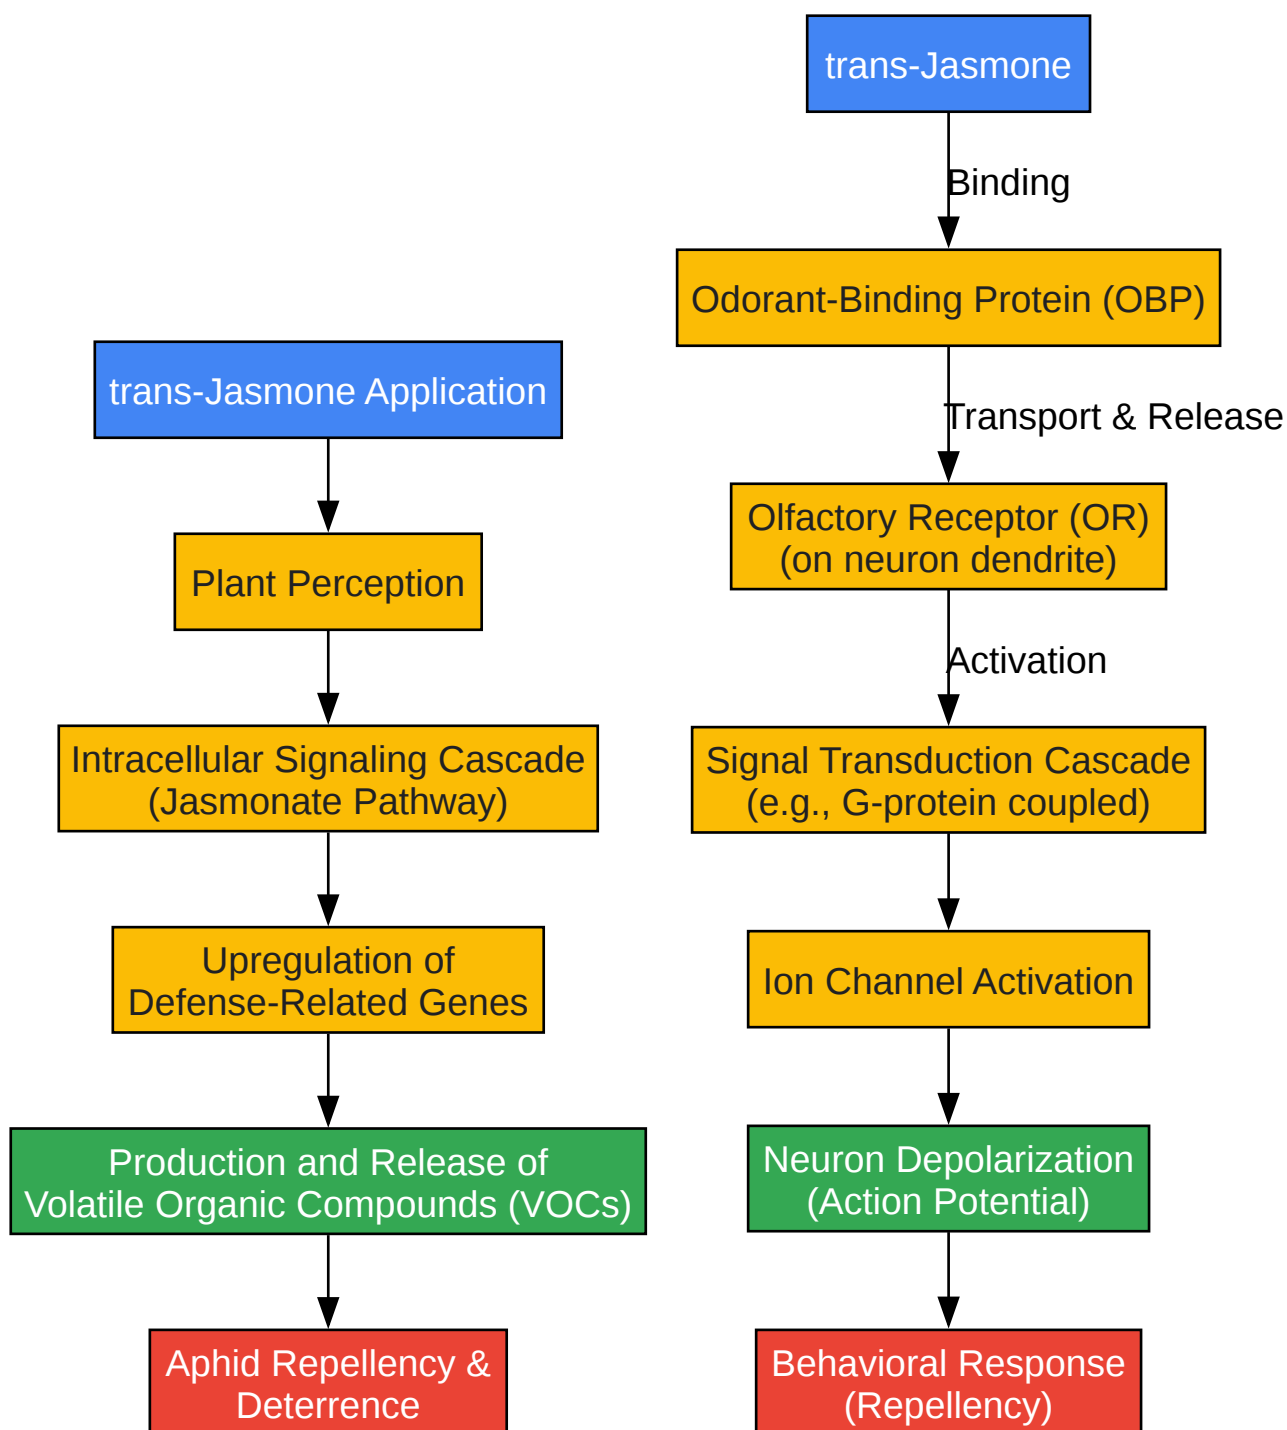 trans-Jasmone Application
Plant Perception
Intracellular Signaling Cascade
(Jasmonate Pathway)
Upregulation of
Defense-Related Genes
Production and Release of
Volatile Organic Compounds (VOCs)
Aphid Repellency &
Deterrence
trans-Jasmone
Binding
Odorant-Binding Protein (OBP)
Transport & Release
Olfactory Receptor (OR)
(on neuron dendrite)
Activation
Signal Transduction Cascade
(e.g., G-protein coupled)
Ion Channel Activation
Neuron Depolarization
(Action Potential)
Behavioral Response
(Repellency)